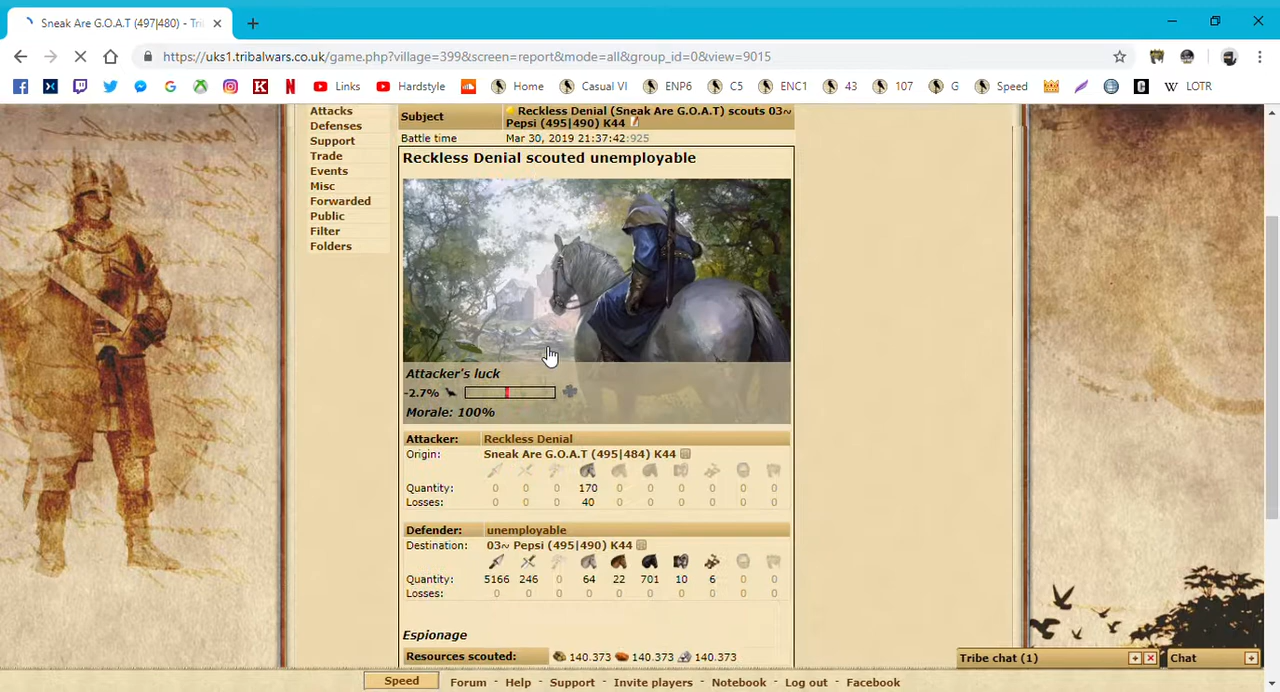 Sneak Are G.O.A.T (497|480) - Tri
https://uks1.tribalwars.co.uk/game.php?village=399&screen=report&mode=all&group_id=0&view=9015
Links Hardstyle Home Casual VI ENP6 C5 ENC1 43 107 G Speed LOTR
Attacks
Defenses
Support
Trade
Events
Misc
Forwarded
Public
Filter
Folders
Subject
Reckless Denial (Sneak Are G.O.A.T) scouts 03~
Pepsi (495|490) K44
Battle time Mar 30, 2019 21:37:42:925
Reckless Denial scouted unemployable
Attacker's luck
-2.7%
Morale: 100%
Attacker: Reckless Denial
Origin: Sneak Are G.O.A.T (495|484) K44
Quantity: 0 0 0 170 0 0 0 0 0 0
Losses: 0 0 0 40 0 0 0 0 0 0
Defender: unemployable
Destination: 03~ Pepsi (495|490) K44
Quantity: 5166 246 0 64 22 701 10 6 0 0
Losses: 0 0 0 0 0 0 0 0 0 0
Espionage
Resources scouted: 140.373 140.373 140.373
Tribe chat (1) Chat
Speed Forum - Help - Support - Invite players - Notebook - Log out - Facebook